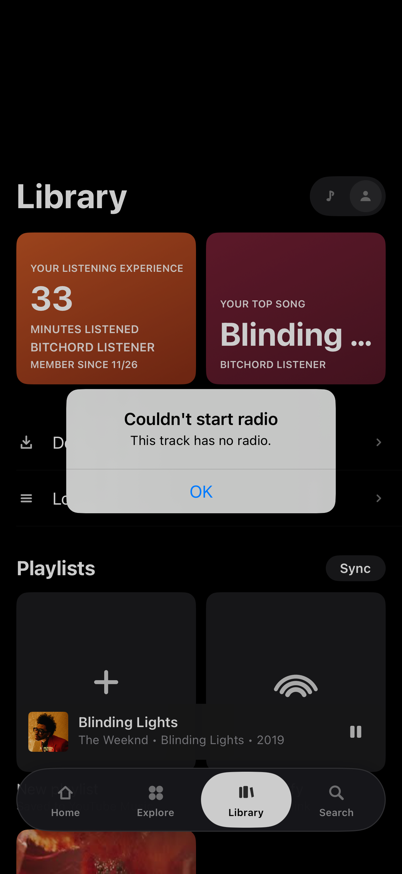 Library
YOUR LISTENING EXPERIENCE
33
MINUTES LISTENED
BITCHORD LISTENER
MEMBER SINCE 11/26
YOUR TOP SONG
Blinding ...
BITCHORD LISTENER
Couldn't start radio
This track has no radio.
OK
Playlists
Sync
Blinding Lights
The Weeknd • Blinding Lights • 2019
Home
Explore
Library
Search